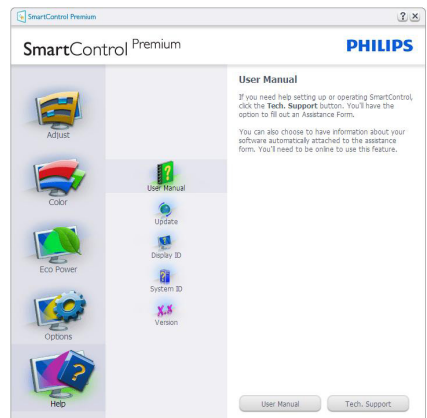 SmartControl Premium
? x
SmartControl Premium
PHILIPS
Adjust
Color
Eco Power
Options
Help
User Manual
Update
Display ID
System ID
X.X
Version
User Manual
If you need help setting up or operating SmartControl,
click the Tech. Support button. You'll have the
option to fill out an Assistance Form.
You can also choose to have information about your
software automatically attached to the assistance
form. You'll need to be online to use this feature.
User Manual
Tech. Support